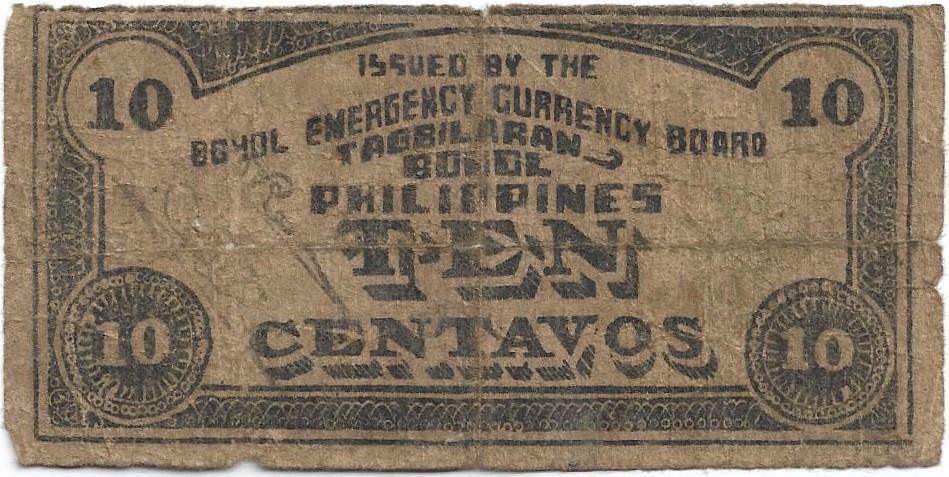 10 ISSUED BY THE 10
BOHOL EMERGENCY CURRENCY BOARD
TAGBILARAN,
BOHOL
PHILIPPINES
TEN
10 CENTAVOS 10